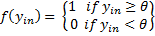 f(y_in) = {1 if y_in ≥ θ
0 if y_in < θ